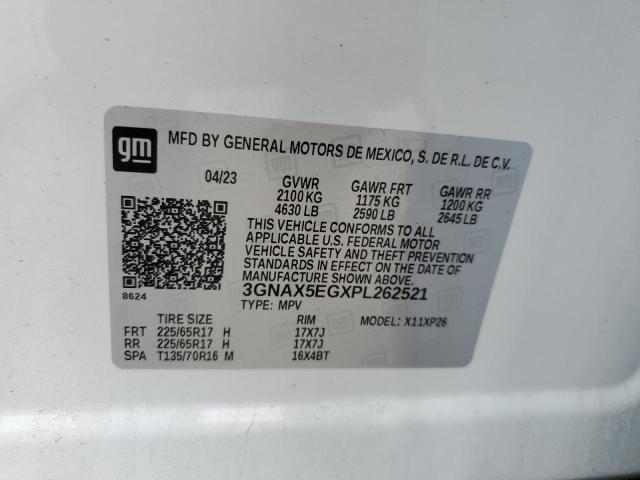 gm
MFD BY GENERAL MOTORS DE MEXICO, S. DE R.L. DE C.V.
04/23 GVWR GAWR FRT GAWR RR
2100 KG 1175 KG 1200 KG
4630 LB 2590 LB 2645 LB
THIS VEHICLE CONFORMS TO ALL
APPLICABLE U.S. FEDERAL MOTOR
VEHICLE SAFETY AND THEFT PREVENTION
STANDARDS IN EFFECT ON THE DATE OF
MANUFACTURE SHOWN ABOVE.
8624
3GNAX5EGXPL262521
TYPE: MPV
TIRE SIZE RIM MODEL: X11XP26
FRT 225/65R17 H 17X7J
RR 225/65R17 H 17X7J
SPA T135/70R16 M 16X4BT